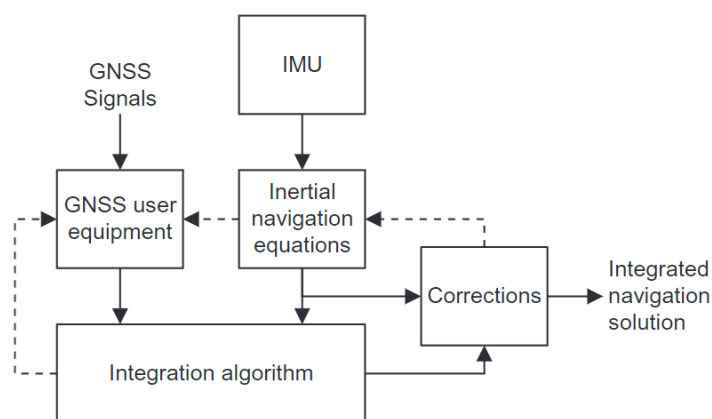 GNSS
Signals
IMU
GNSS user
equipment
Inertial
navigation
equations
Corrections
Integrated
navigation
solution
Integration algorithm